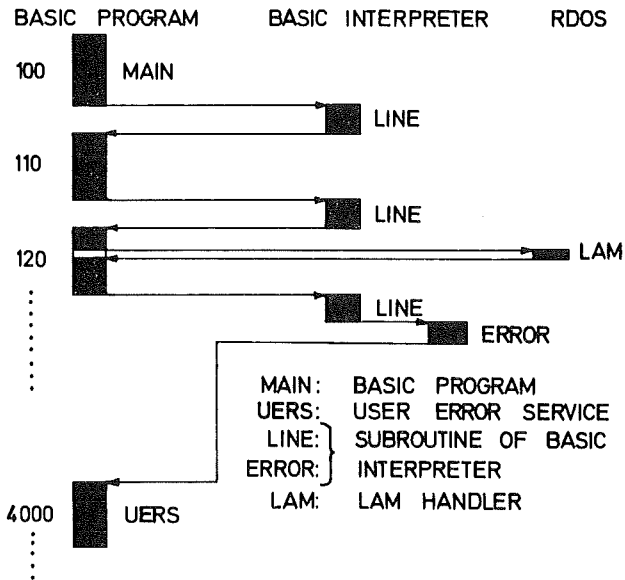 BASIC PROGRAM BASIC INTERPRETER RDOS
100 MAIN
LINE
110
LINE
LAM
120
LINE
ERROR
MAIN: BASIC PROGRAM
UERS: USER ERROR SERVICE
LINE: SUBROUTINE OF BASIC
ERROR: INTERPRETER
LAM: LAM HANDLER
4000 UERS